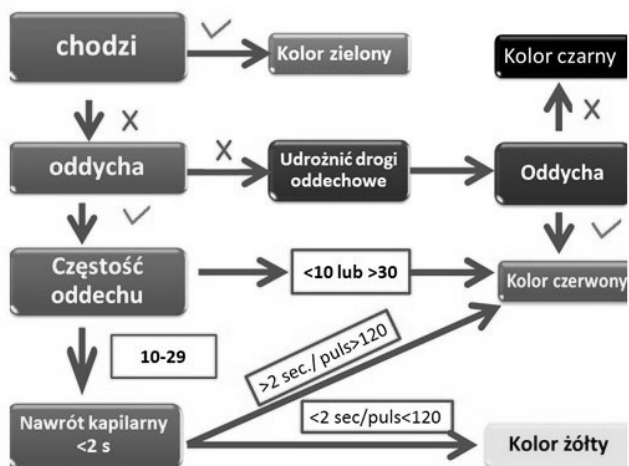 chodzi
Kolor zielony
Kolor czarny
oddycha
Udrożnić drogi
oddechowe
Oddycha
Częstość
oddechu
<10 lub >30
Kolor czerwony
10-29
>2 sec./ puls>120
<2 sec/puls<120
Nawrót kapilarny
<2 s
Kolor żółty